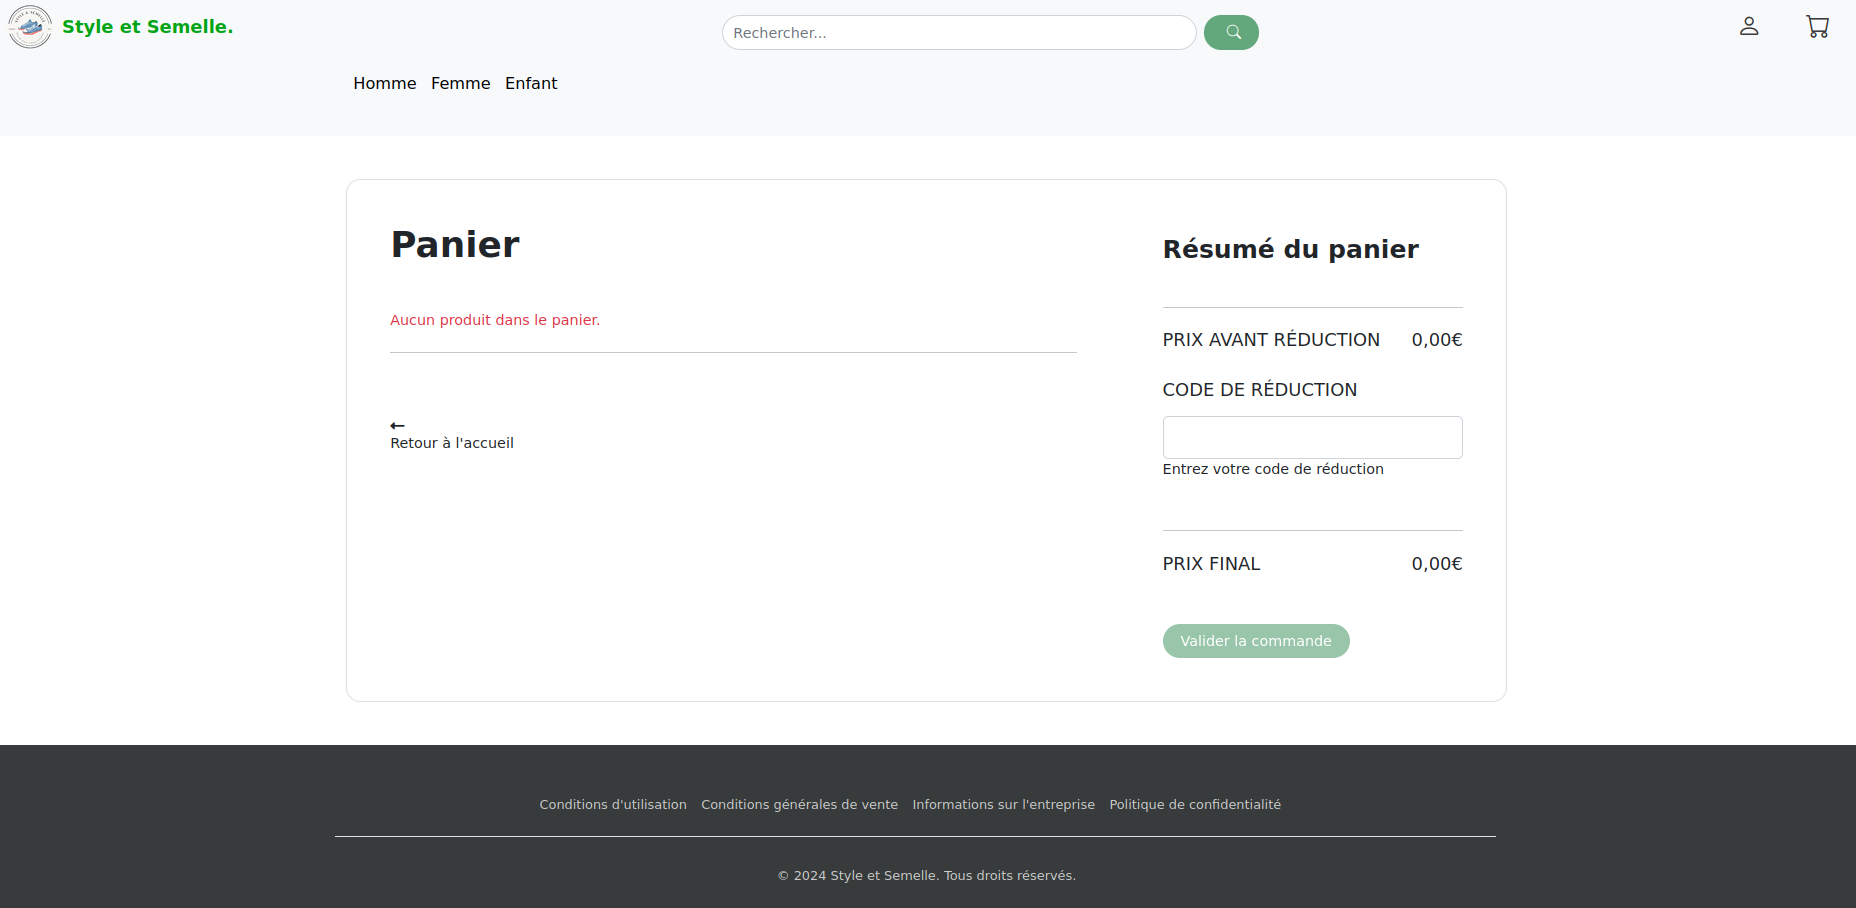 Style et Semelle.
Rechercher...
Homme Femme Enfant
Panier
Aucun produit dans le panier.
←
Retour à l'accueil
Résumé du panier
PRIX AVANT RÉDUCTION 0,00€
CODE DE RÉDUCTION
Entrez votre code de réduction
PRIX FINAL 0,00€
Valider la commande
Conditions d'utilisation Conditions générales de vente Informations sur l'entreprise Politique de confidentialité
© 2024 Style et Semelle. Tous droits réservés.